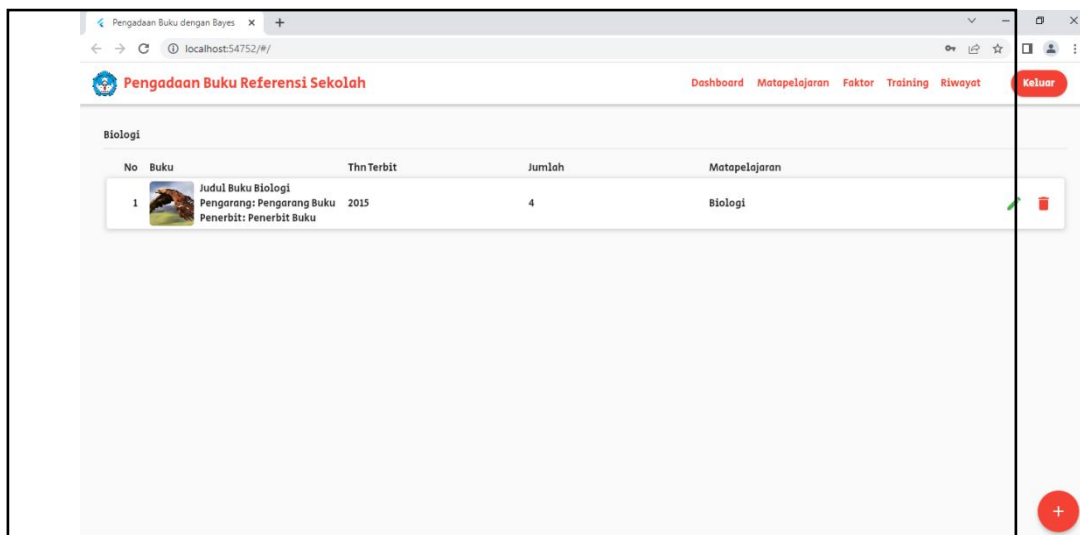 Pengadaan Buku dengan Bayes
localhost:54752/#/
Pengadaan Buku Referensi Sekolah Dashboard Matapelajaran Faktor Training Riwayat Keluar
Biologi
No Buku Thn Terbit Jumlah Matapelajaran
Judul Buku Biologi
1 Pengarang: Pengarang Buku 2015 4 Biologi
Penerbit: Penerbit Buku